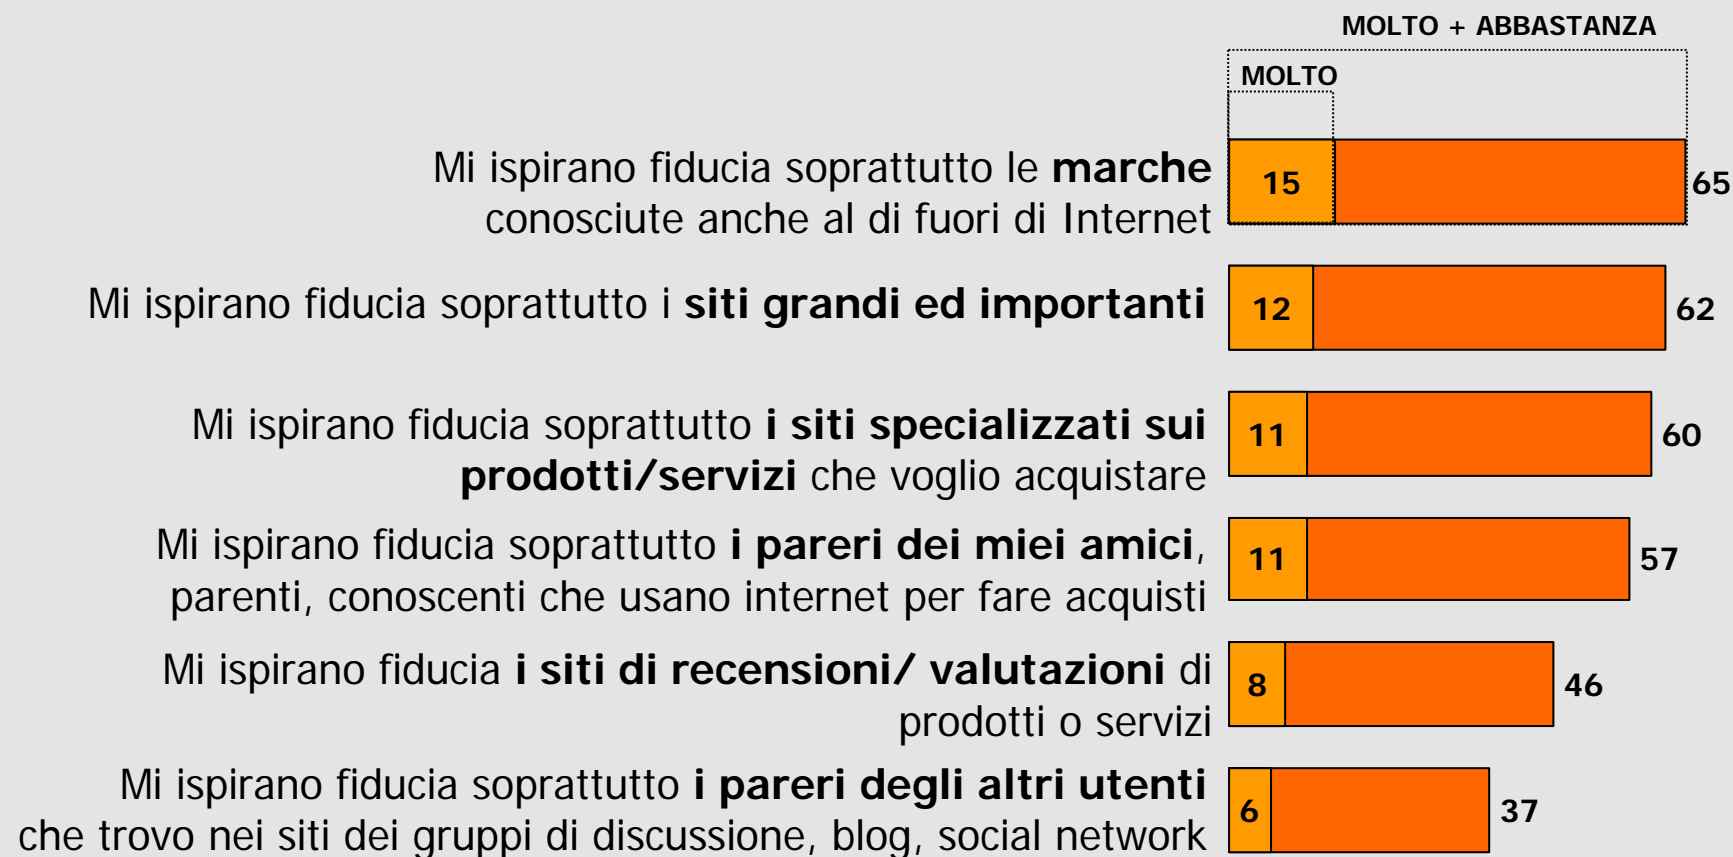 MOLTO + ABBASTANZA
MOLTO
Mi ispirano fiducia soprattutto le marche
conosciute anche al di fuori di Internet
15
65
Mi ispirano fiducia soprattutto i siti grandi ed importanti
12
62
Mi ispirano fiducia soprattutto i siti specializzati sui
prodotti/servizi che voglio acquistare
11
60
Mi ispirano fiducia soprattutto i pareri dei miei amici,
parenti, conoscenti che usano internet per fare acquisti
11
57
Mi ispirano fiducia i siti di recensioni/ valutazioni di
prodotti o servizi
8
46
Mi ispirano fiducia soprattutto i pareri degli altri utenti
che trovo nei siti dei gruppi di discussione, blog, social network
6
37